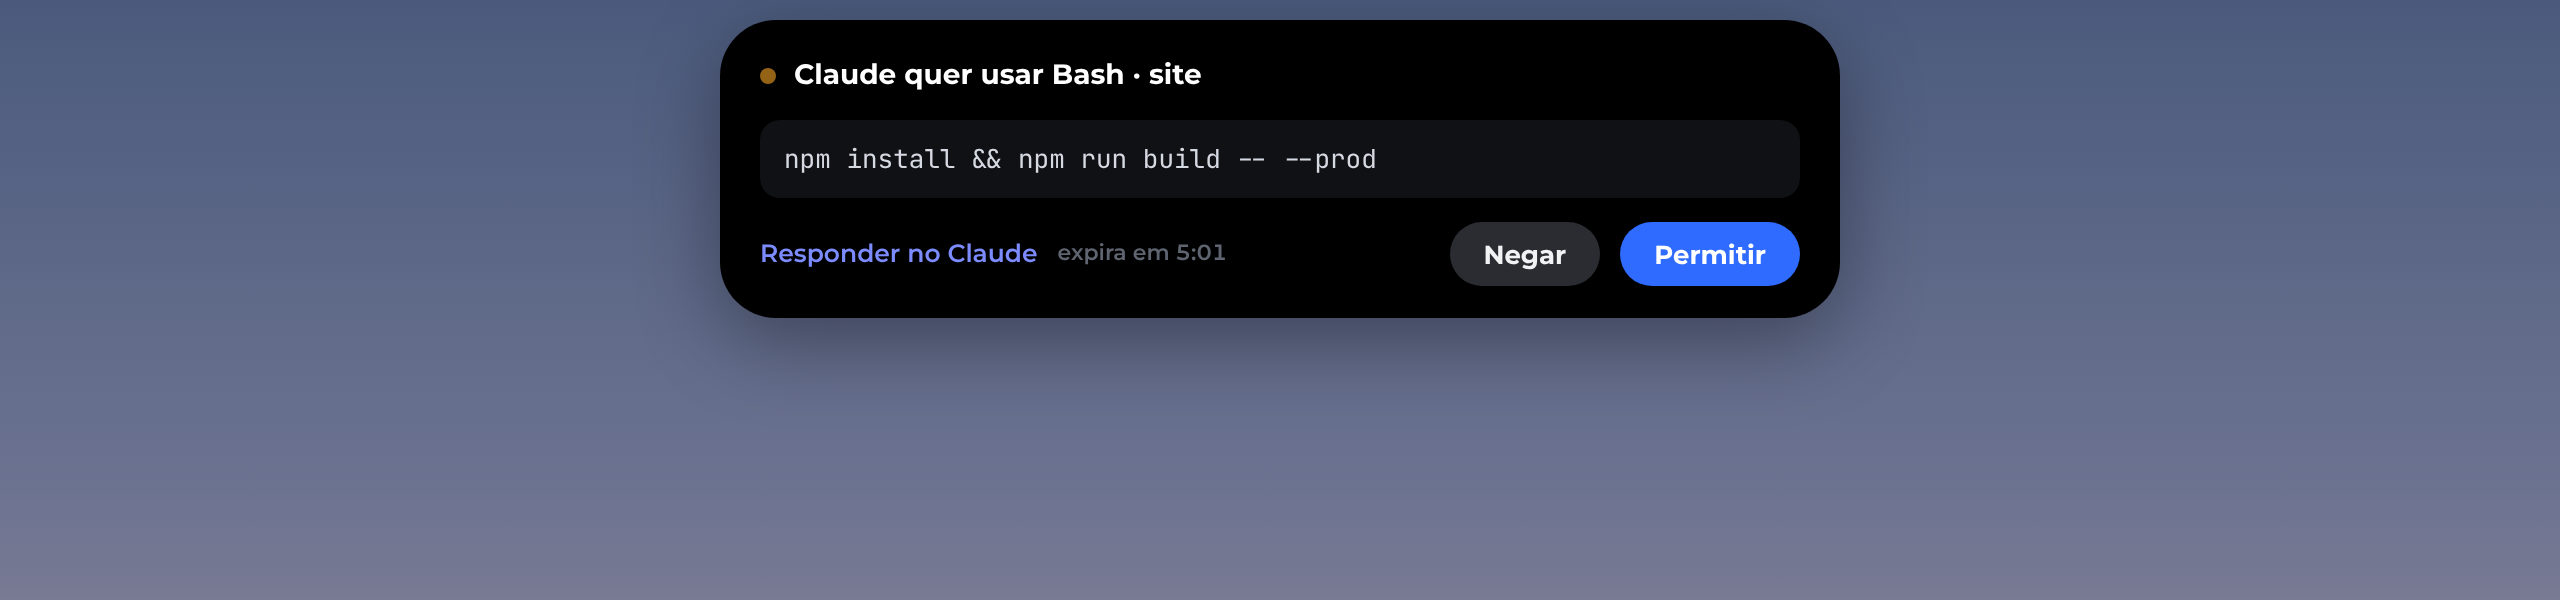 Claude quer usar Bash · site
npm install && npm run build -- --prod
Responder no Claude expira em 5:01 Negar Permitir